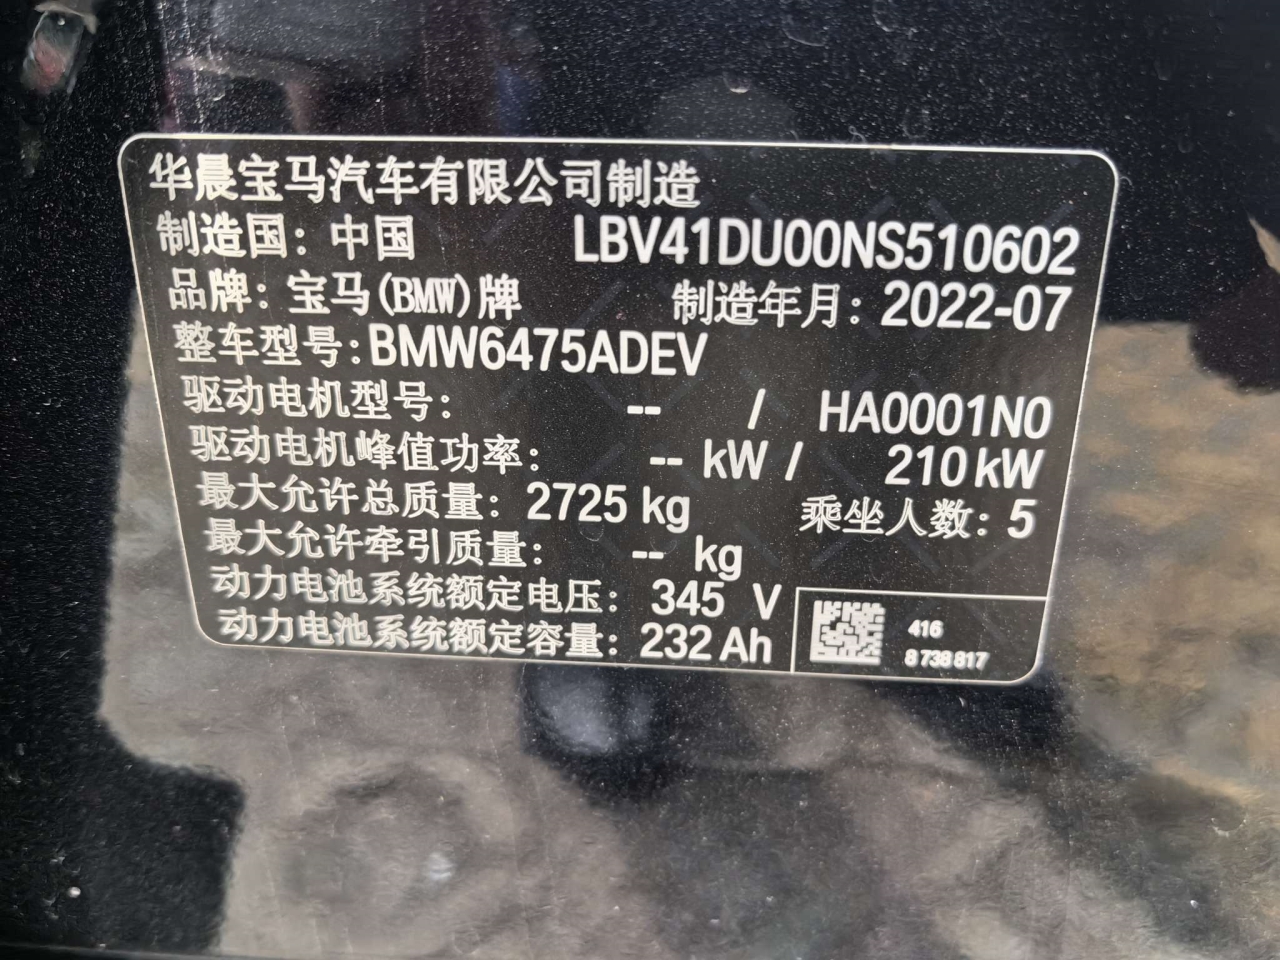 华晨宝马汽车有限公司制造
制造国：中国 LBV41DU00NS510602
品牌：宝马(BMW)牌 制造年月：2022-07
整车型号：BMW6475ADEV
驱动电机型号： -- / HA0001N0
驱动电机峰值功率： -- kW / 210kW
最大允许总质量：2725 kg 乘坐人数：5
最大允许牵引质量： -- kg
动力电池系统额定电压：345 V
动力电池系统额定容量：232 Ah
416
8 738 817